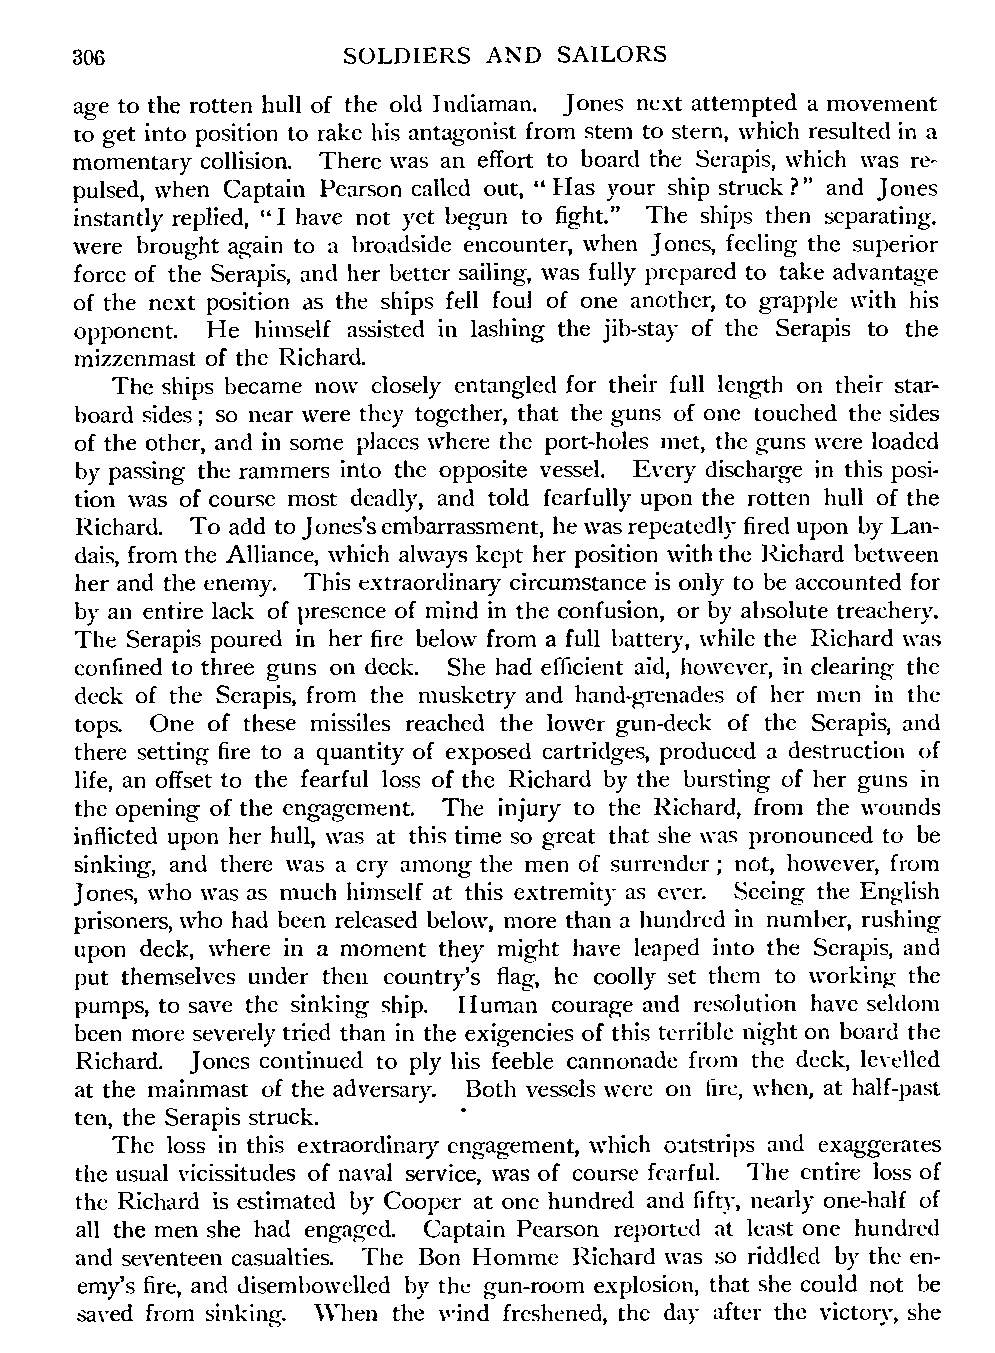 306 SOLDIERS AND SAILORS
age to the rotten hull of the old Indiaman. Jones next attempted a movement
to get into position to rake his antagonist from stem to stern, which resulted in a
momentary collision. There was an effort to board the Serapis, which was re-
pulsed, when Captain Pearson called out, "Has your ship struck?" and Jones
instantly replied, "I have not yet begun to fight." The ships then separating.
were brought again to a broadside encounter, when Jones, feeling the superior
force of the Serapis, and her better sailing, was fully prepared to take advantage
of the next position as the ships fell foul of one another, to grapple with his
opponent. He himself assisted in lashing the jib-stay of the Serapis to the
mizzenmast of the Richard.
The ships became now closely entangled for their full length on their star-
board sides; so near were they together, that the guns of one touched the sides
of the other, and in some places where the port-holes met, the guns were loaded
by passing the rammers into the opposite vessel. Every discharge in this posi-
tion was of course most deadly, and told fearfully upon the rotten hull of the
Richard. To add to Jones's embarrassment, he was repeatedly fired upon by Lan-
dais, from the Alliance, which always kept her position with the Richard between
her and the enemy. This extraordinary circumstance is only to be accounted for
by an entire lack of presence of mind in the confusion, or by absolute treachery.
The Serapis poured in her fire below from a full battery, while the Richard was
confined to three guns on deck. She had efficient aid, however, in clearing the
deck of the Serapis, from the musketry and hand-grenades of her men in the
tops. One of these missiles reached the lower gun-deck of the Serapis, and
there setting fire to a quantity of exposed cartridges, produced a destruction of
life, an offset to the fearful loss of the Richard by the bursting of her guns in
the opening of the engagement. The injury to the Richard, from the wounds
inflicted upon her hull, was at this time so great that she was pronounced to be
sinking, and there was a cry among the men of surrender; not, however, from
Jones, who was as much himself at this extremity as ever. Seeing the English
prisoners, who had been released below, more than a hundred in number, rushing
upon deck, where in a moment they might have leaped into the Serapis, and
put themselves under then country's flag, he coolly set them to working the
pumps, to save the sinking ship. Human courage and resolution have seldom
been more severely tried than in the exigencies of this terrible night on board the
Richard. Jones continued to ply his feeble cannonade from the deck, levelled
at the mainmast of the adversary. Both vessels were on fire, when, at half-past
ten, the Serapis struck.
The loss in this extraordinary engagement, which outstrips and exaggerates
the usual vicissitudes of naval service, was of course fearful. The entire loss of
the Richard is estimated by Cooper at one hundred and fifty, nearly one-half of
all the men she had engaged. Captain Pearson reported at least one hundred
and seventeen casualties. The Bon Homme Richard was so riddled by the en-
emy's fire, and disembowelled by the gun-room explosion, that she could not be
saved from sinking. When the wind freshened, the day after the victory, she